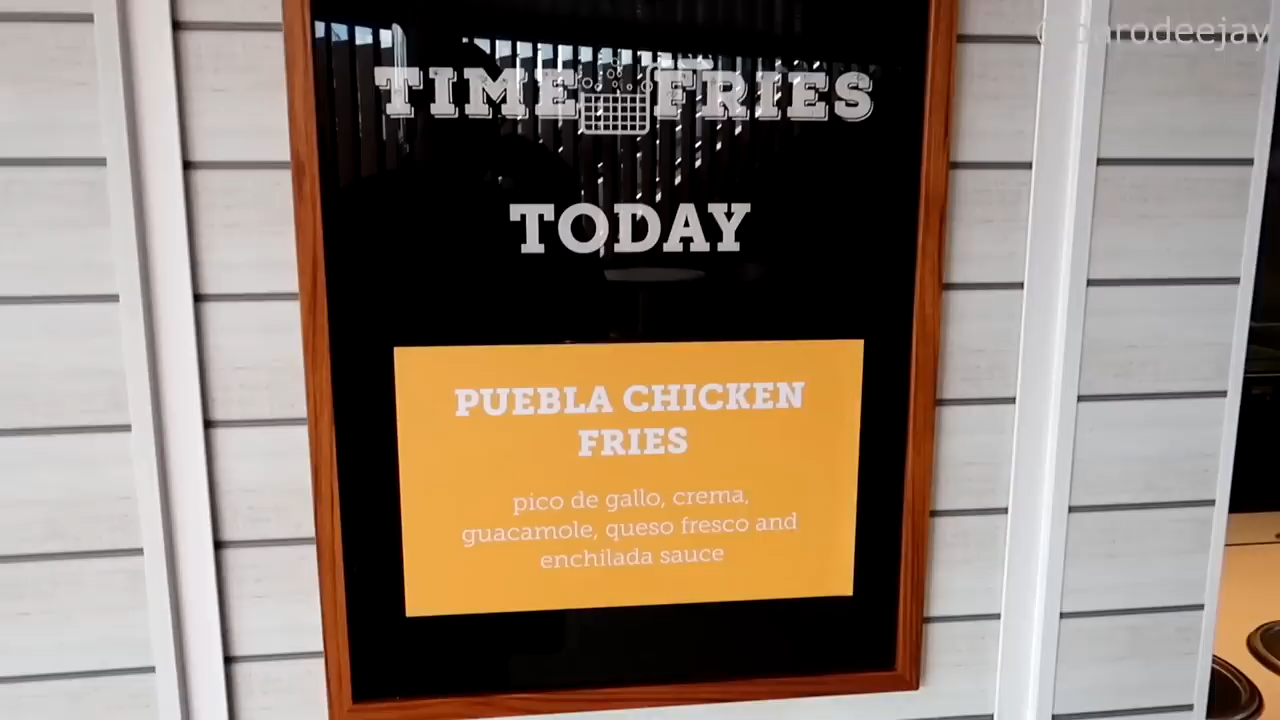 TIME FRIES
TODAY
PUEBLA CHICKEN
FRIES
pico de gallo, crema,
guacamole, queso fresco and
enchilada sauce